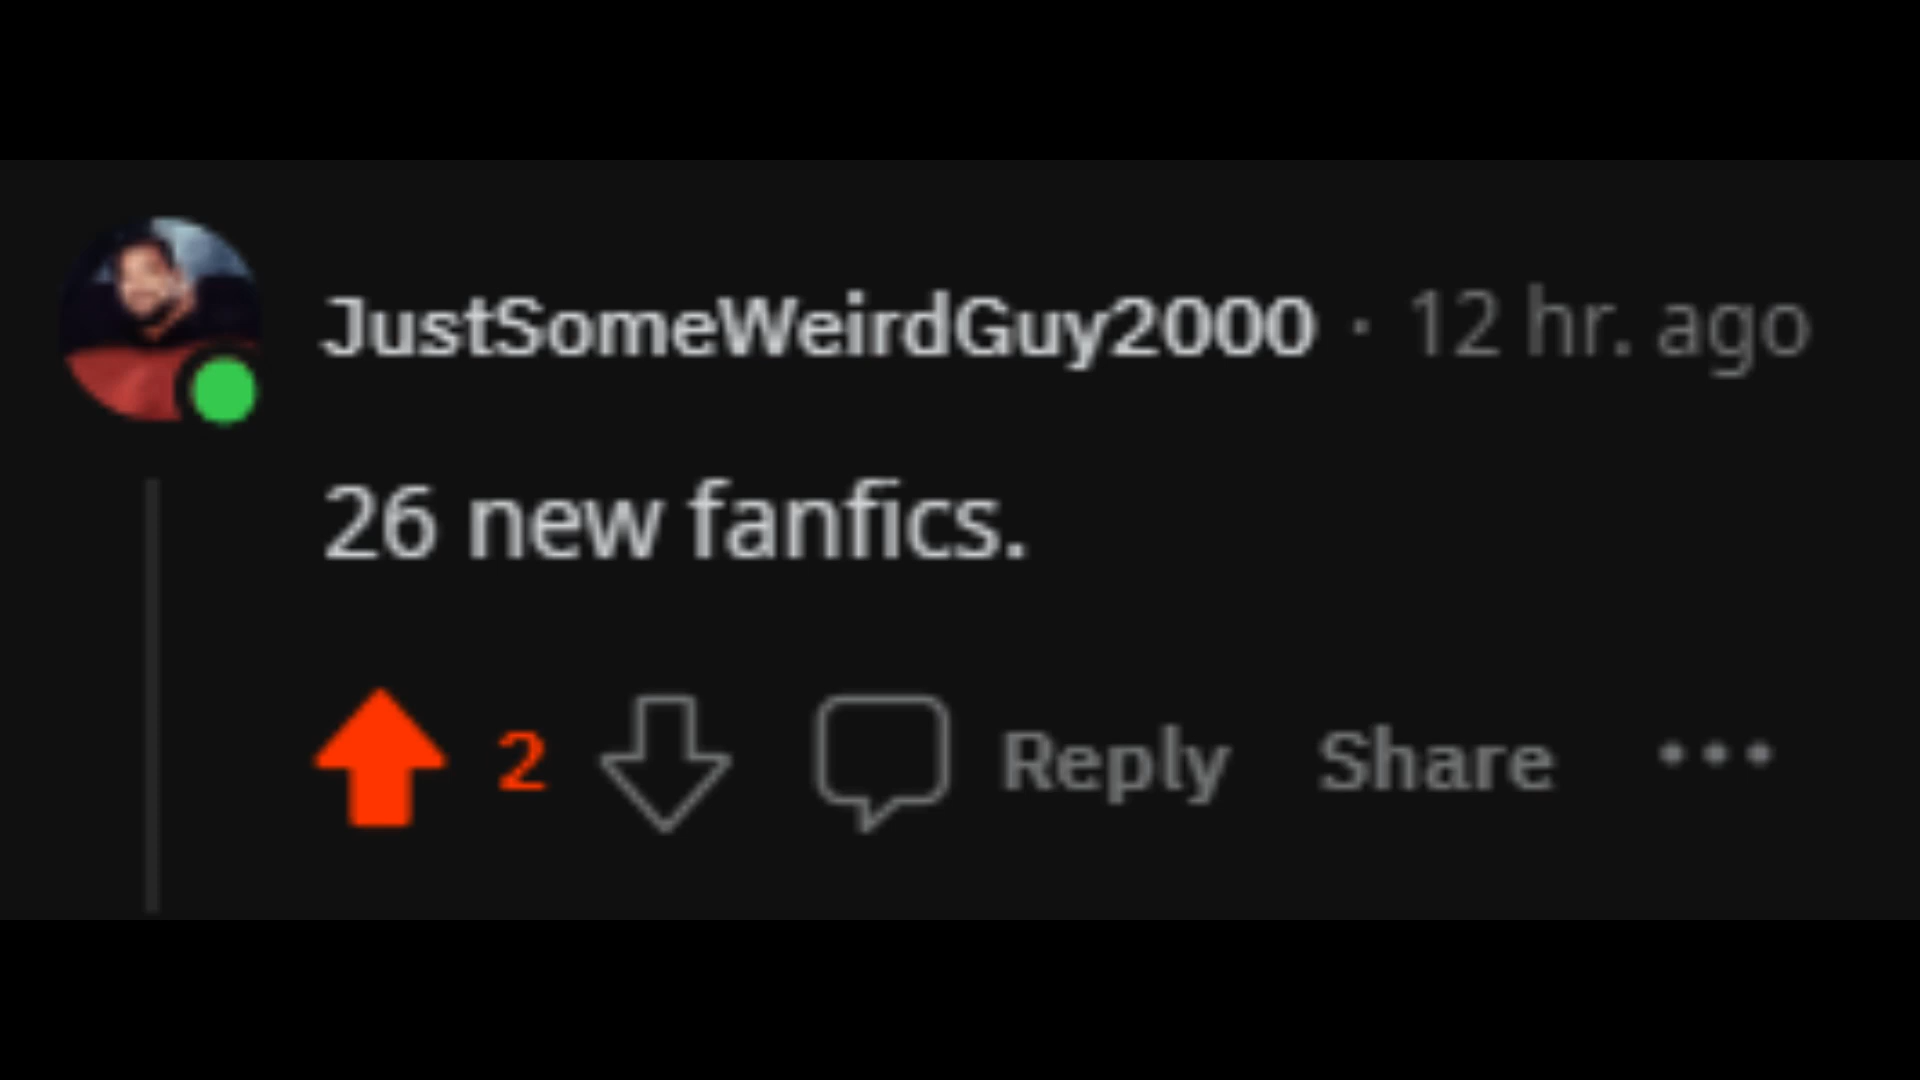 JustSomeWeirdGuy2000 · 12 hr. ago
26 new fanfics.
2 Reply Share •••